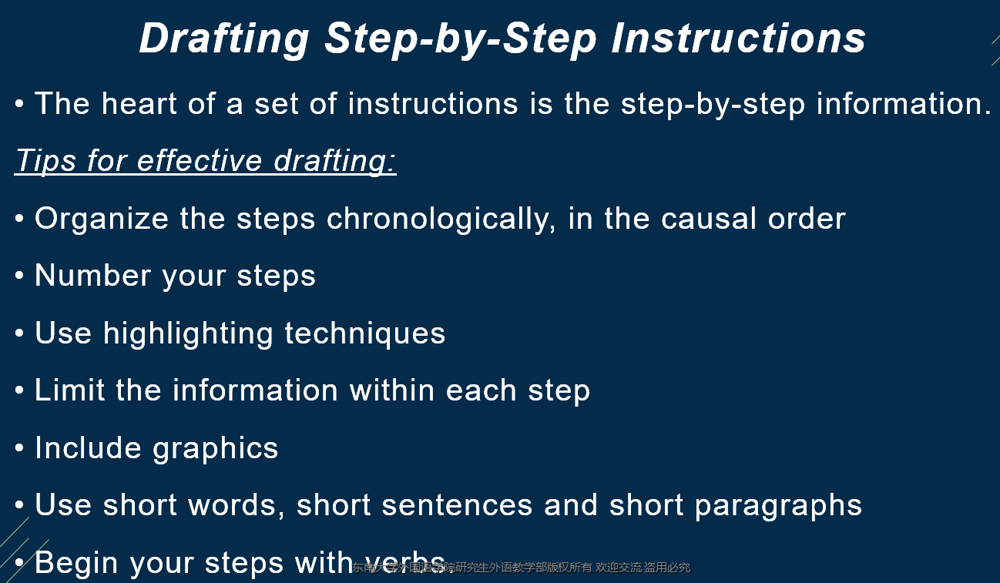 Drafting Step-by-Step Instructions
• The heart of a set of instructions is the step-by-step information.
Tips for effective drafting:
• Organize the steps chronologically, in the causal order
• Number your steps
• Use highlighting techniques
• Limit the information within each step
• Include graphics
• Use short words, short sentences and short paragraphs
• Begin your steps with verbs.
东南大学外国语学院研究生外语教学部版权所有 欢迎交流 盗用必究